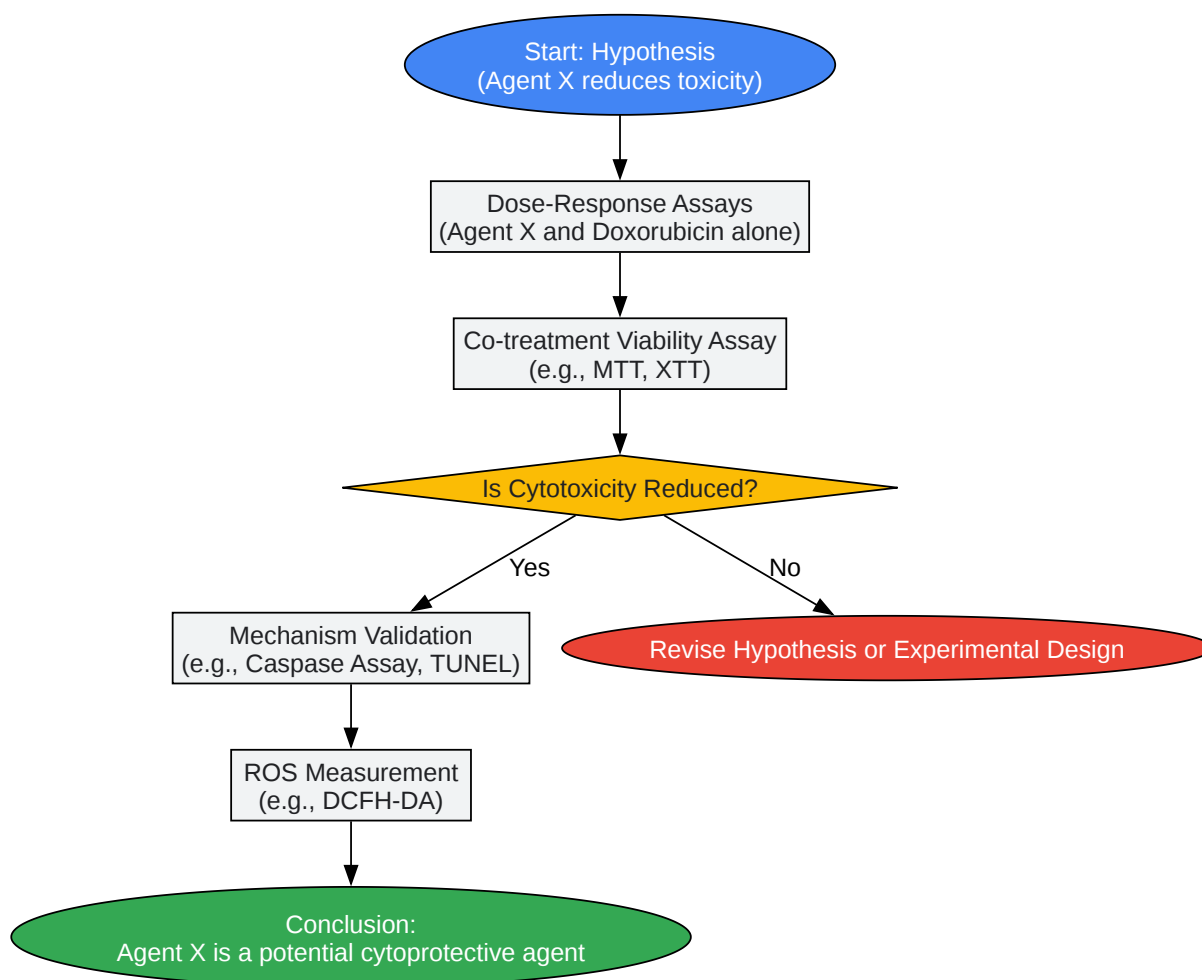 Start: Hypothesis
(Agent X reduces toxicity)
Dose-Response Assays
(Agent X and Doxorubicin alone)
Co-treatment Viability Assay
(e.g., MTT, XTT)
Is Cytotoxicity Reduced?
Yes
No
Mechanism Validation
(e.g., Caspase Assay, TUNEL)
Revise Hypothesis or Experimental Design
ROS Measurement
(e.g., DCFH-DA)
Conclusion:
Agent X is a potential cytoprotective agent